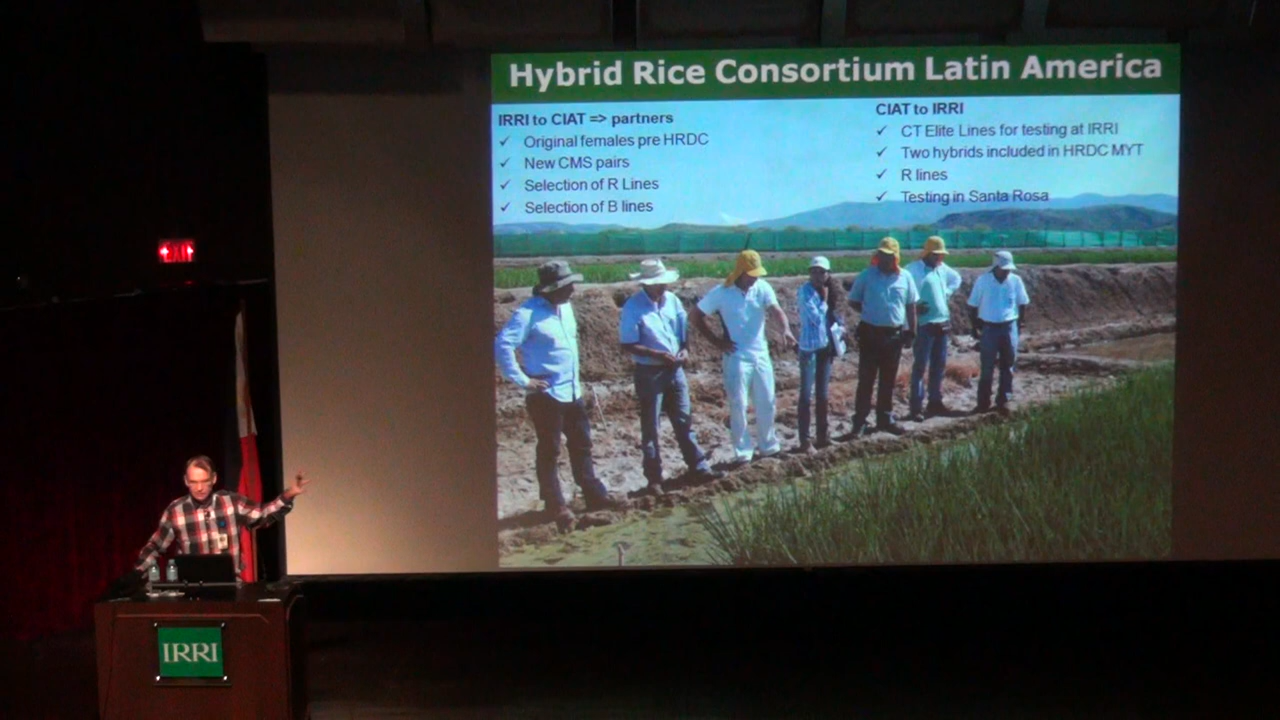 Hybrid Rice Consortium Latin America
IRRI to CIAT => partners
✓ Original females pre HRDC
✓ New CMS pairs
✓ Selection of R Lines
✓ Selection of B lines
CIAT to IRRI
✓ CT Elite Lines for testing at IRRI
✓ Two hybrids included in HRDC MYT
✓ R lines
✓ Testing in Santa Rosa
EXIT
IRRI